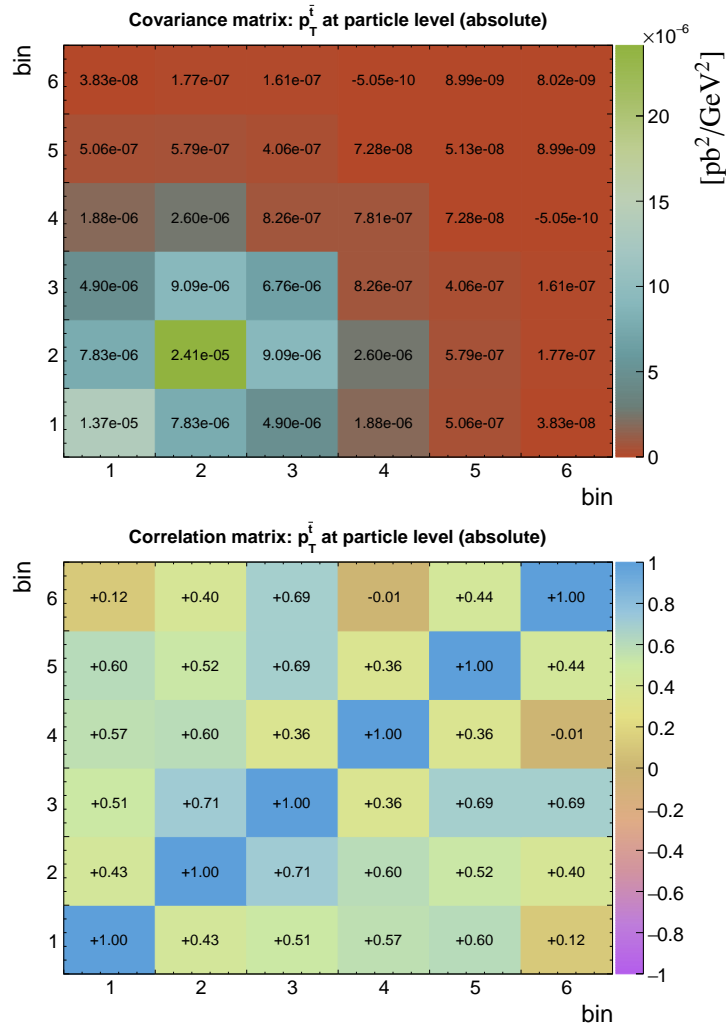 Covariance matrix: p_T^t̄ at particle level (absolute)
×10⁻⁶
bin
[pb²/GeV²]
6 3.83e-08 1.77e-07 1.61e-07 -5.05e-10 8.99e-09 8.02e-09
5 5.06e-07 5.79e-07 4.06e-07 7.28e-08 5.13e-08 8.99e-09
4 1.88e-06 2.60e-06 8.26e-07 7.81e-07 7.28e-08 -5.05e-10
3 4.90e-06 9.09e-06 6.76e-06 8.26e-07 4.06e-07 1.61e-07
2 7.83e-06 2.41e-05 9.09e-06 2.60e-06 5.79e-07 1.77e-07
1 1.37e-05 7.83e-06 4.90e-06 1.88e-06 5.06e-07 3.83e-08
1 2 3 4 5 6
bin
20
15
10
5
0
Correlation matrix: p_T^t̄ at particle level (absolute)
bin
6 +0.12 +0.40 +0.69 -0.01 +0.44 +1.00
5 +0.60 +0.52 +0.69 +0.36 +1.00 +0.44
4 +0.57 +0.60 +0.36 +1.00 +0.36 -0.01
3 +0.51 +0.71 +1.00 +0.36 +0.69 +0.69
2 +0.43 +1.00 +0.71 +0.60 +0.52 +0.40
1 +1.00 +0.43 +0.51 +0.57 +0.60 +0.12
1 2 3 4 5 6
bin
1
0.8
0.6
0.4
0.2
0
−0.2
−0.4
−0.6
−0.8
−1